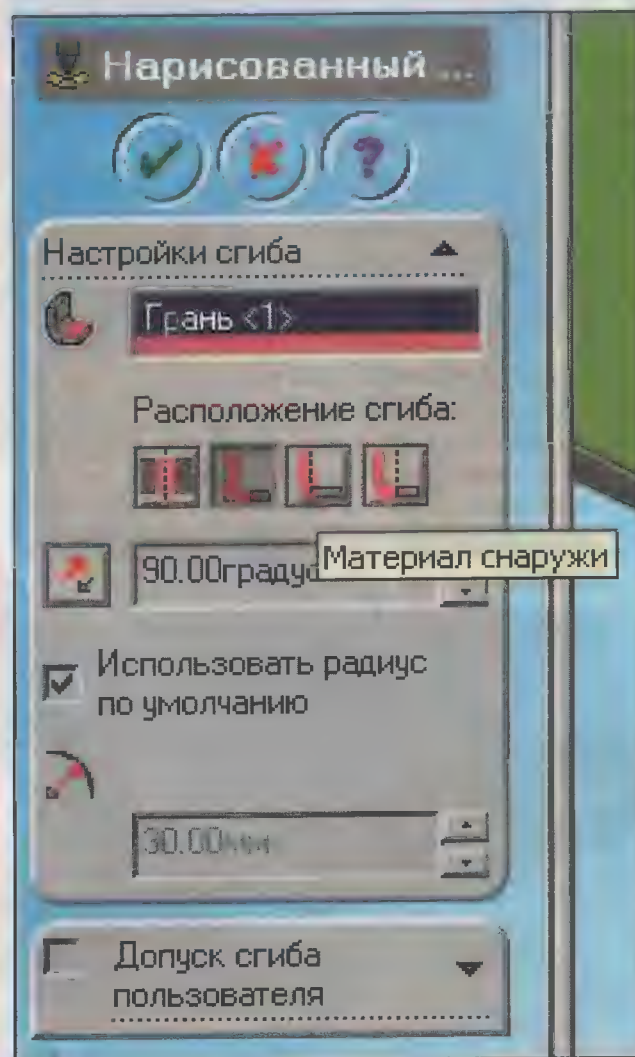 Нарисованный ...
?
Настройки сгиба
Грань <1>
Расположение сгиба:
Материал снаружи
90.00градус
Использовать радиус
по умолчанию
30.00мм
Допуск сгиба
пользователя